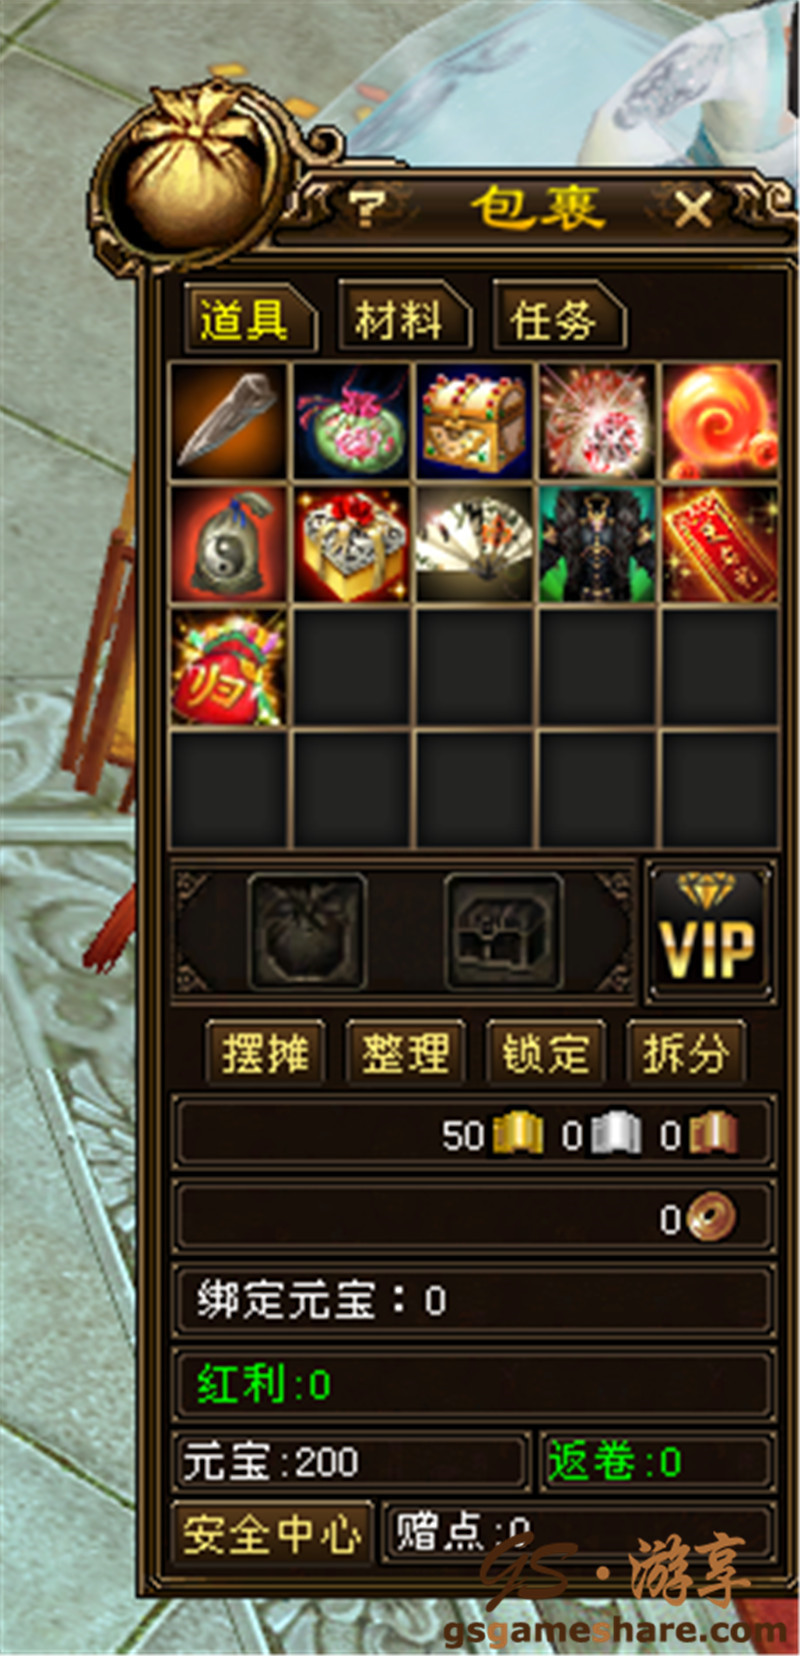 ? 包裹 X
道具 材料 任务
归
VIP
摆摊 整理 锁定 拆分
50 0 0
0
绑定元宝：0
红利:0
元宝:200 返卷:0
安全中心 赠点:0
GS·游享
gsgameshare.com